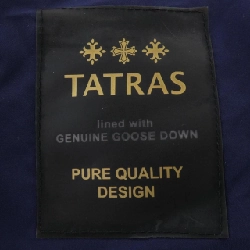 TATRAS
lined with
GENUINE GOOSE DOWN
PURE QUALITY
DESIGN